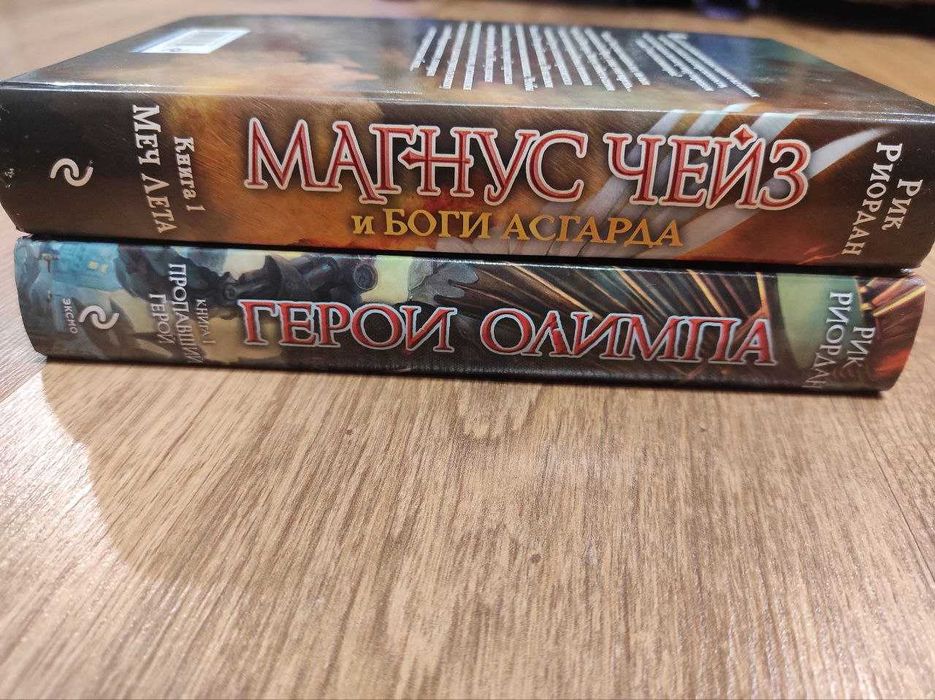 Книга 1
Меч Лета
МАГНУС ЧЕЙЗ
и БОГИ АСГАРДА
РИК
РИОРДАН
ЭКСМО
КНИГА 1
ПРОПАВШИЙ
ГЕРОЙ
ГЕРОИ ОЛИМПА
РИК
РИОРДАН